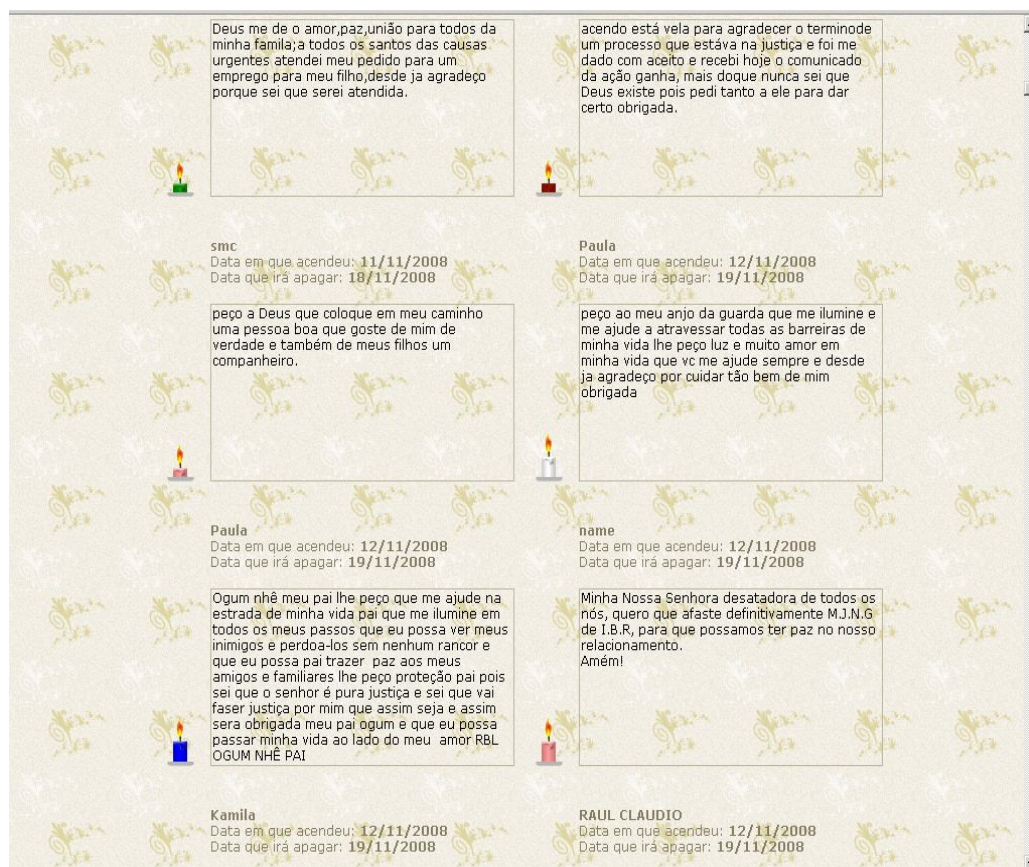 Deus me de o amor,paz,união para todos da
minha famila;a todos os santos das causas
urgentes atendei meu pedido para um
emprego para meu filho,desde ja agradeço
porque sei que serei atendida.
acendo está vela para agradecer o terminode
um processo que estáva na justiça e foi me
dado com aceito e recebi hoje o comunicado
da ação ganha, mais doque nunca sei que
Deus existe pois pedi tanto a ele para dar
certo obrigada.
smc
Data em que acendeu: 11/11/2008
Data que irá apagar: 18/11/2008
Paula
Data em que acendeu: 12/11/2008
Data que irá apagar: 19/11/2008
peço a Deus que coloque em meu caminho
uma pessoa boa que goste de mim de
verdade e também de meus filhos um
companheiro.
peço ao meu anjo da guarda que me ilumine e
me ajude a atravessar todas as barreiras de
minha vida lhe peço luz e muito amor em
minha vida que vc me ajude sempre e desde
ja agradeço por cuidar tão bem de mim
obrigada
Paula
Data em que acendeu: 12/11/2008
Data que irá apagar: 19/11/2008
name
Data em que acendeu: 12/11/2008
Data que irá apagar: 19/11/2008
Ogum nhê meu pai lhe peço que me ajude na
estrada de minha vida pai que me ilumine em
todos os meus passos que eu possa ver meus
inimigos e perdoa-los sem nenhum rancor e
que eu possa pai trazer  paz aos meus
amigos e familiares lhe peço proteção pai pois
sei que o senhor é pura justiça e sei que vai
faser justiça por mim que assim seja e assim
sera obrigada meu pai ogum e que eu possa
passar minha vida ao lado do meu  amor RBL
OGUM NHÊ PAI
Minha Nossa Senhora desatadora de todos os
nós, quero que afaste definitivamente M.J.N.G
de I.B.R, para que possamos ter paz no nosso
relacionamento.
Amém!
Kamila
Data em que acendeu: 12/11/2008
Data que irá apagar: 19/11/2008
RAUL CLAUDIO
Data em que acendeu: 12/11/2008
Data que irá apagar: 19/11/2008